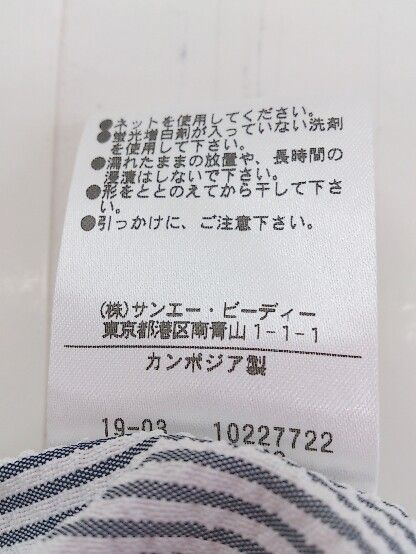 ●ネットを使用してください。
●蛍光増白剤が入っていない洗剤
を使用して下さい。
●濡れたままの放置や、長時間の
浸漬はしないで下さい。
●形をととのえてから干して下さ
い。
●引っかけに、ご注意下さい。
(株)サンエー・ビーディー
東京都港区南青山1-1-1
カンボジア製
19-03 10227722